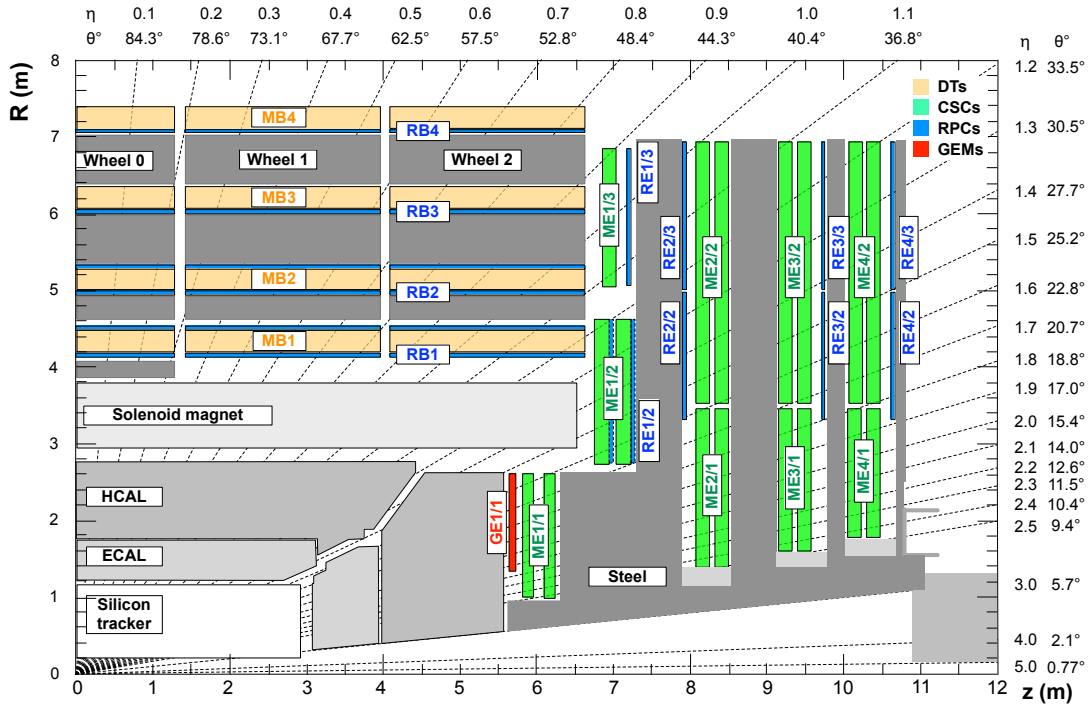 η 0.1 0.2 0.3 0.4 0.5 0.6 0.7 0.8 0.9 1.0 1.1
θ° 84.3° 78.6° 73.1° 67.7° 62.5° 57.5° 52.8° 48.4° 44.3° 40.4° 36.8° η θ°
R (m)
8
7
6
5
4
3
2
1
0
1.2 33.5°
1.3 30.5°
1.4 27.7°
1.5 25.2°
1.6 22.8°
1.7 20.7°
1.8 18.8°
1.9 17.0°
2.0 15.4°
2.1 14.0°
2.2 12.6°
2.3 11.5°
2.4 10.4°
2.5 9.4°
3.0 5.7°
4.0 2.1°
5.0 0.77°
DTs
CSCs
RPCs
GEMs
MB4
RB4
Wheel 0
Wheel 1
Wheel 2
MB3
RB3
MB2
RB2
MB1
RB1
Solenoid magnet
HCAL
ECAL
Silicon
tracker
Steel
GE1/1
ME1/1
ME1/2
ME1/3
RE1/3
RE1/2
RE2/3
RE2/2
ME2/2
ME2/1
ME3/2
ME3/1
RE3/3
RE3/2
ME4/2
ME4/1
RE4/3
RE4/2
0 1 2 3 4 5 6 7 8 9 10 11 12
z (m)